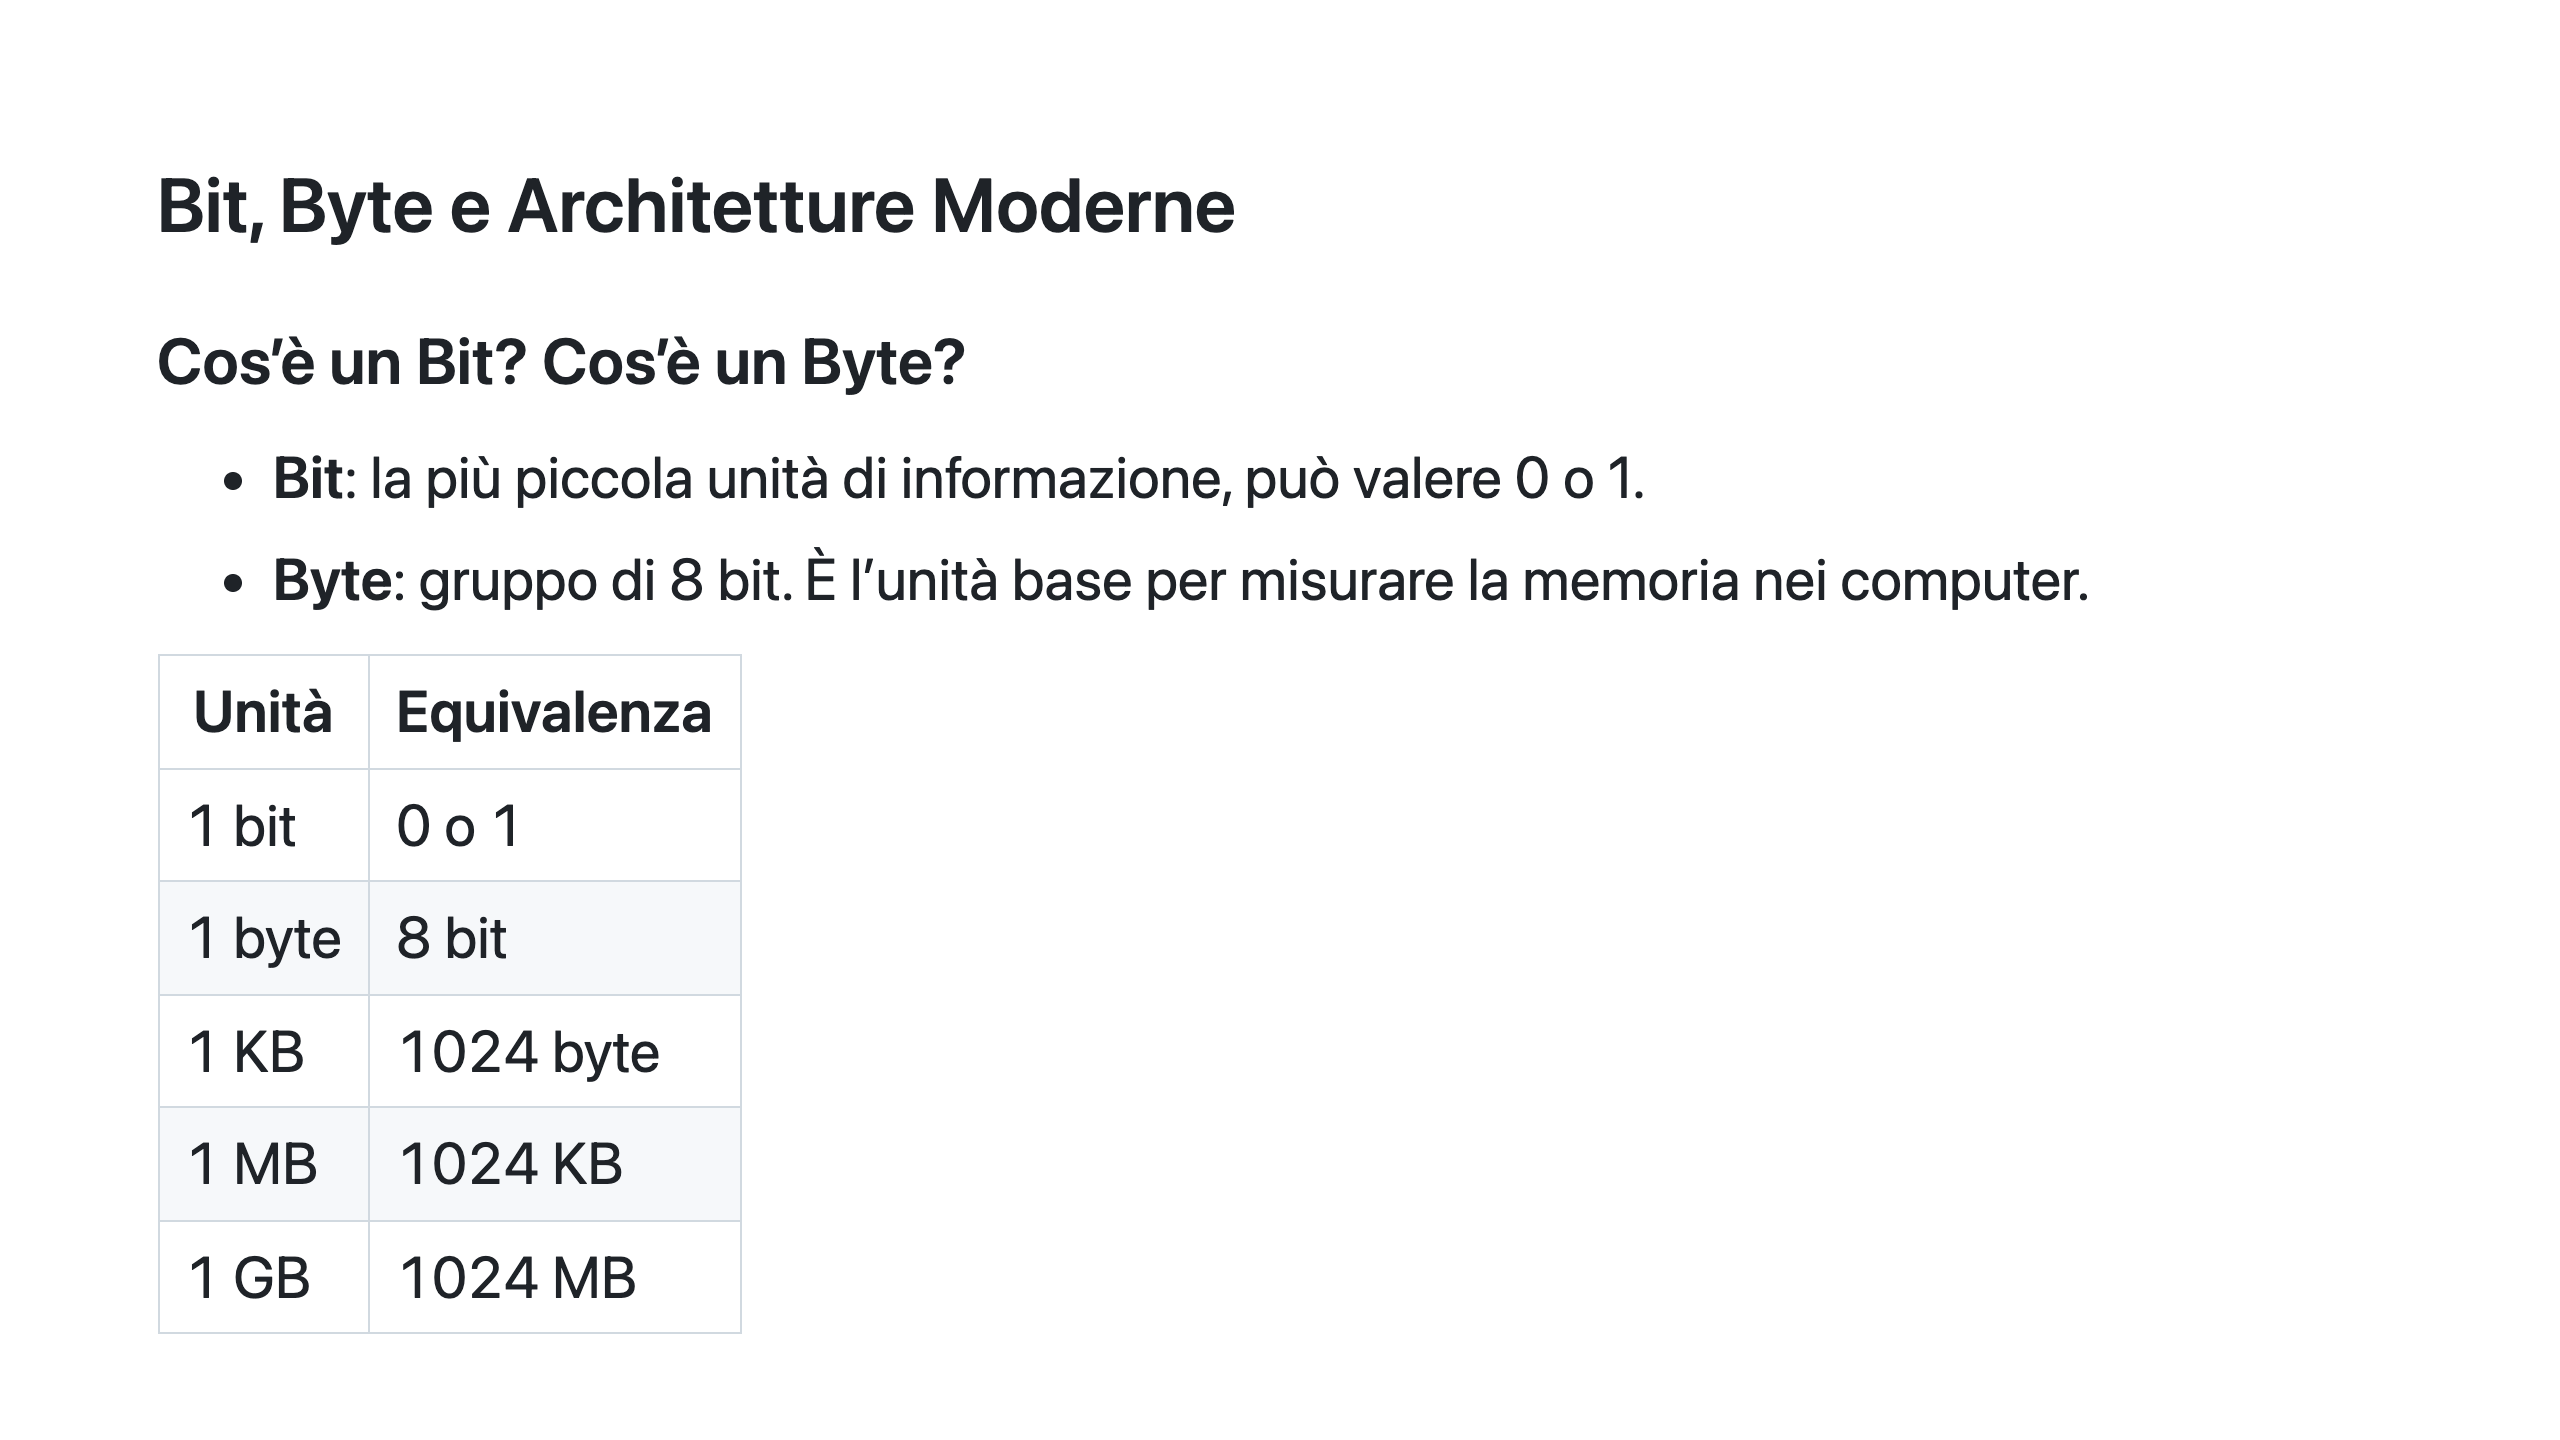 Bit, Byte e Architetture Moderne
Cos’è un Bit? Cos’è un Byte?
• Bit: la più piccola unità di informazione, può valere 0 o 1.
• Byte: gruppo di 8 bit. È l’unità base per misurare la memoria nei computer.
Unità Equivalenza
1 bit 0 o 1
1 byte 8 bit
1 KB 1024 byte
1 MB 1024 KB
1 GB 1024 MB